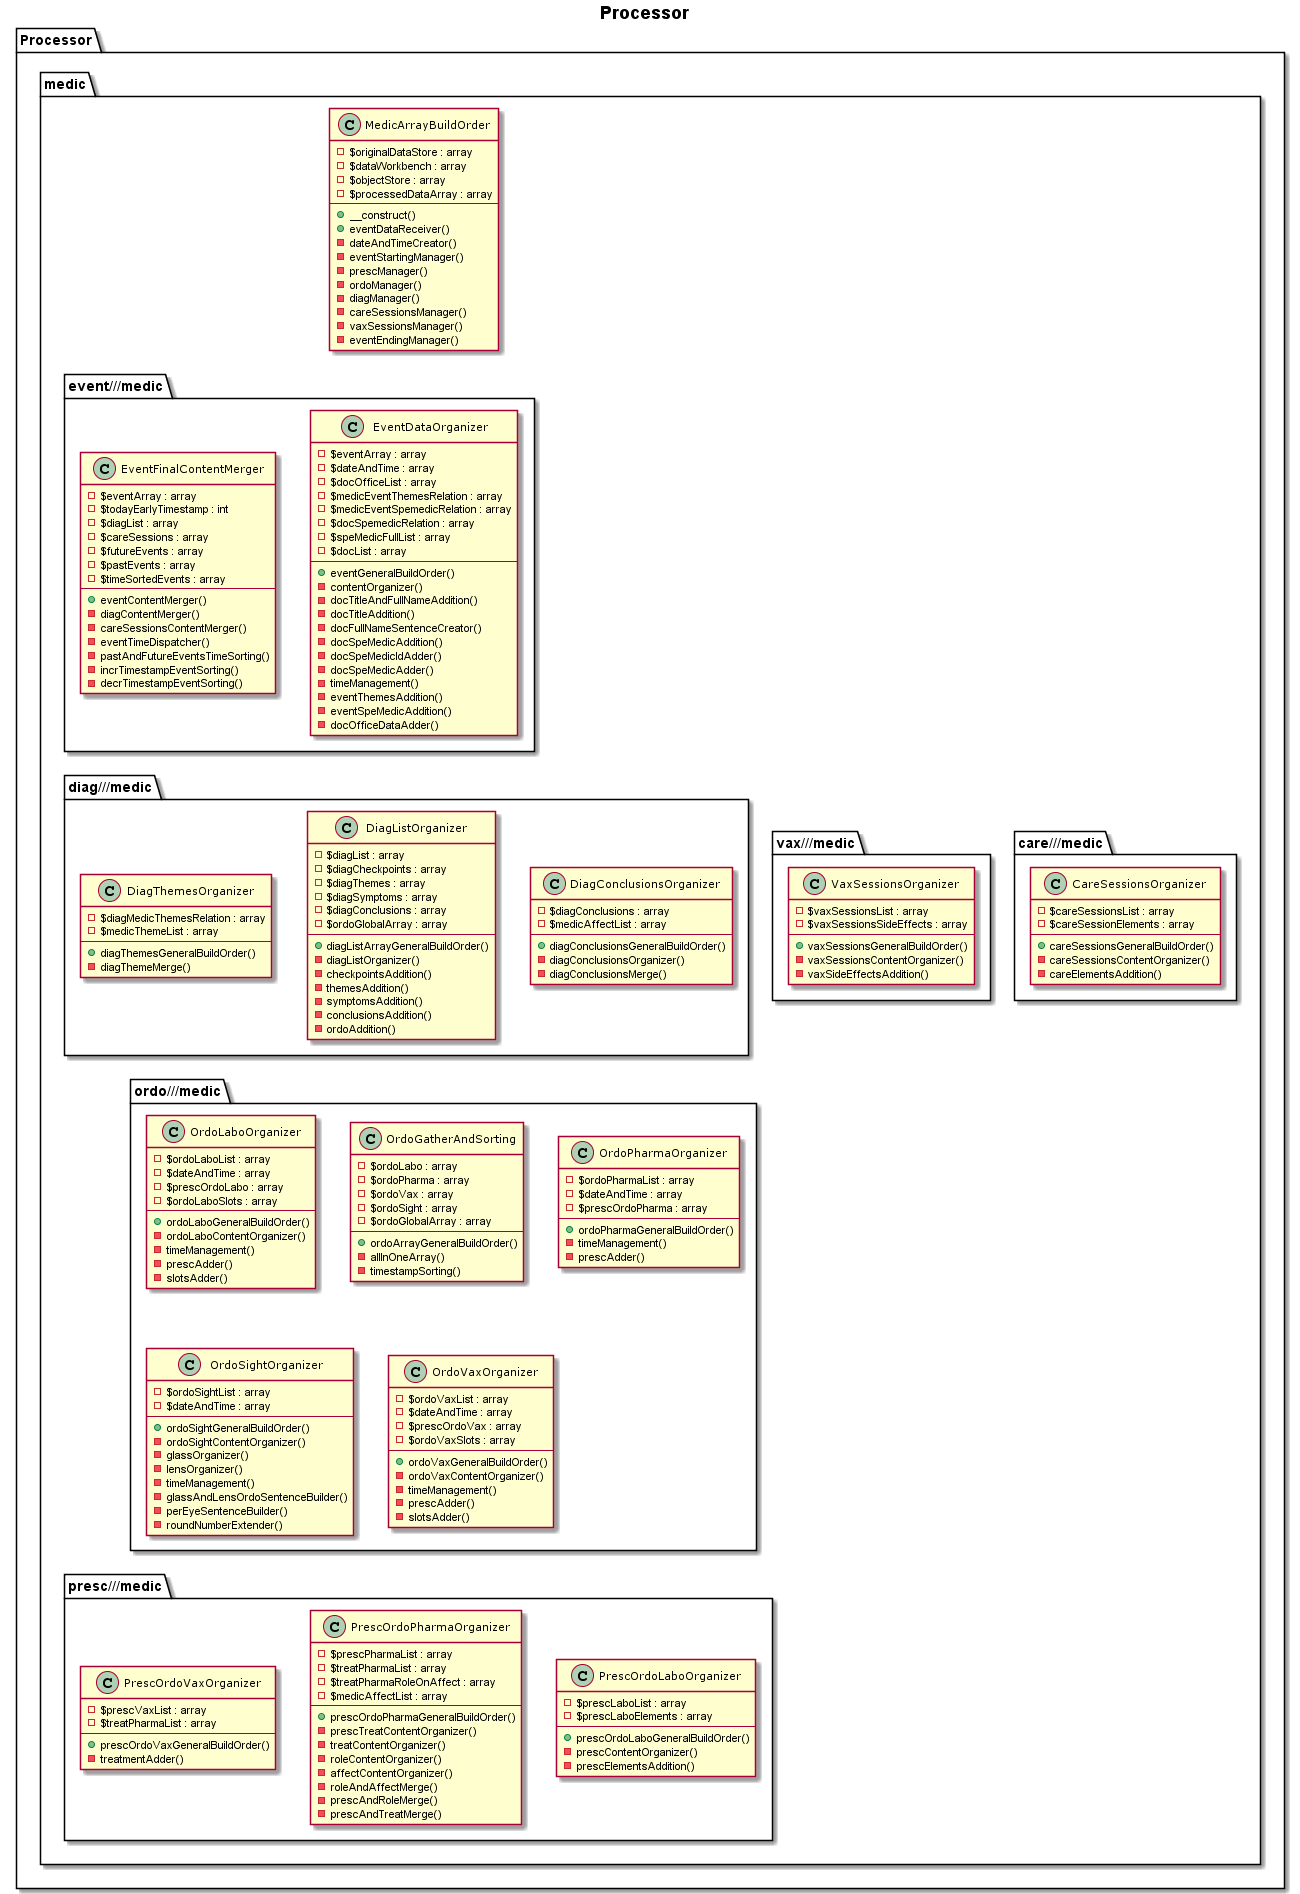 Processor
Processor
medic
C MedicArrayBuildOrder
$originalDataStore : array
$dataWorkbench : array
$objectStore : array
$processedDataArray : array
__construct()
eventDataReceiver()
dateAndTimeCreator()
eventStartingManager()
prescManager()
ordoManager()
diagManager()
careSessionsManager()
vaxSessionsManager()
eventEndingManager()
event///medic
C EventFinalContentMerger
$eventArray : array
$todayEarlyTimestamp : int
$diagList : array
$careSessions : array
$futureEvents : array
$pastEvents : array
$timeSortedEvents : array
eventContentMerger()
diagContentMerger()
careSessionsContentMerger()
eventTimeDispatcher()
pastAndFutureEventsTimeSorting()
incrTimestampEventSorting()
decrTimestampEventSorting()
C EventDataOrganizer
$eventArray : array
$dateAndTime : array
$docOfficeList : array
$medicEventThemesRelation : array
$medicEventSpemedicRelation : array
$docSpemedicRelation : array
$speMedicFullList : array
$docList : array
eventGeneralBuildOrder()
contentOrganizer()
docTitleAndFullNameAddition()
docTitleAddition()
docFullNameSentenceCreator()
docSpeMedicAddition()
docSpeMedicIdAdder()
docSpeMedicAdder()
timeManagement()
eventThemesAddition()
eventSpeMedicAddition()
docOfficeDataAdder()
diag///medic
C DiagThemesOrganizer
$diagMedicThemesRelation : array
$medicThemeList : array
diagThemesGeneralBuildOrder()
diagThemeMerge()
C DiagListOrganizer
$diagList : array
$diagCheckpoints : array
$diagThemes : array
$diagSymptoms : array
$diagConclusions : array
$ordoGlobalArray : array
diagListArrayGeneralBuildOrder()
diagListOrganizer()
checkpointsAddition()
themesAddition()
symptomsAddition()
conclusionsAddition()
ordoAddition()
C DiagConclusionsOrganizer
$diagConclusions : array
$medicAffectList : array
diagConclusionsGeneralBuildOrder()
diagConclusionsOrganizer()
diagConclusionsMerge()
vax///medic
C VaxSessionsOrganizer
$vaxSessionsList : array
$vaxSessionsSideEffects : array
vaxSessionsGeneralBuildOrder()
vaxSessionsContentOrganizer()
vaxSideEffectsAddition()
care///medic
C CareSessionsOrganizer
$careSessionsList : array
$careSessionElements : array
careSessionsGeneralBuildOrder()
careSessionsContentOrganizer()
careElementsAddition()
ordo///medic
C OrdoLaboOrganizer
$ordoLaboList : array
$dateAndTime : array
$prescOrdoLabo : array
$ordoLaboSlots : array
ordoLaboGeneralBuildOrder()
ordoLaboContentOrganizer()
timeManagement()
prescAdder()
slotsAdder()
C OrdoGatherAndSorting
$ordoLabo : array
$ordoPharma : array
$ordoVax : array
$ordoSight : array
$ordoGlobalArray : array
ordoArrayGeneralBuildOrder()
allInOneArray()
timestampSorting()
C OrdoPharmaOrganizer
$ordoPharmaList : array
$dateAndTime : array
$prescOrdoPharma : array
ordoPharmaGeneralBuildOrder()
timeManagement()
prescAdder()
C OrdoSightOrganizer
$ordoSightList : array
$dateAndTime : array
ordoSightGeneralBuildOrder()
ordoSightContentOrganizer()
glassOrganizer()
lensOrganizer()
timeManagement()
glassAndLensOrdoSentenceBuilder()
perEyeSentenceBuilder()
roundNumberExtender()
C OrdoVaxOrganizer
$ordoVaxList : array
$dateAndTime : array
$prescOrdoVax : array
$ordoVaxSlots : array
ordoVaxGeneralBuildOrder()
ordoVaxContentOrganizer()
timeManagement()
prescAdder()
slotsAdder()
presc///medic
C PrescOrdoVaxOrganizer
$prescVaxList : array
$treatPharmaList : array
prescOrdoVaxGeneralBuildOrder()
treatmentAdder()
C PrescOrdoPharmaOrganizer
$prescPharmaList : array
$treatPharmaList : array
$treatPharmaRoleOnAffect : array
$medicAffectList : array
prescOrdoPharmaGeneralBuildOrder()
prescTreatContentOrganizer()
treatContentOrganizer()
roleContentOrganizer()
affectContentOrganizer()
roleAndAffectMerge()
prescAndRoleMerge()
prescAndTreatMerge()
C PrescOrdoLaboOrganizer
$prescLaboList : array
$prescLaboElements : array
prescOrdoLaboGeneralBuildOrder()
prescContentOrganizer()
prescElementsAddition()